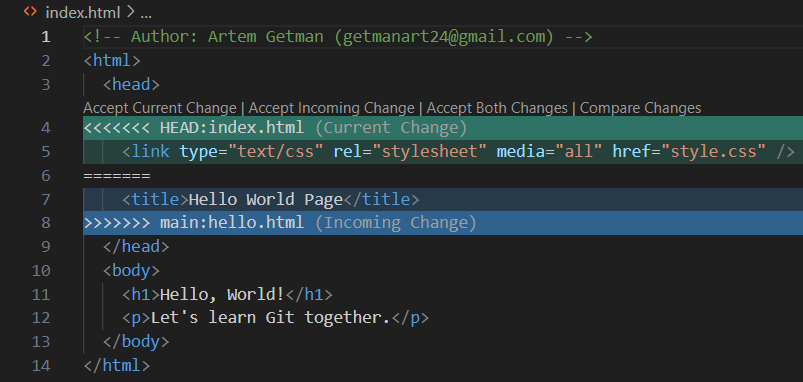 <> index.html > ...
1 <!-- Author: Artem Getman (getmanart24@gmail.com) -->
2 <html>
3 <head>
Accept Current Change | Accept Incoming Change | Accept Both Changes | Compare Changes
4 <<<<<<< HEAD:index.html (Current Change)
5 <link type="text/css" rel="stylesheet" media="all" href="style.css" />
6 =======
7 <title>Hello World Page</title>
8 >>>>>>> main:hello.html (Incoming Change)
9 </head>
10 <body>
11 <h1>Hello, World!</h1>
12 <p>Let's learn Git together.</p>
13 </body>
14 </html>